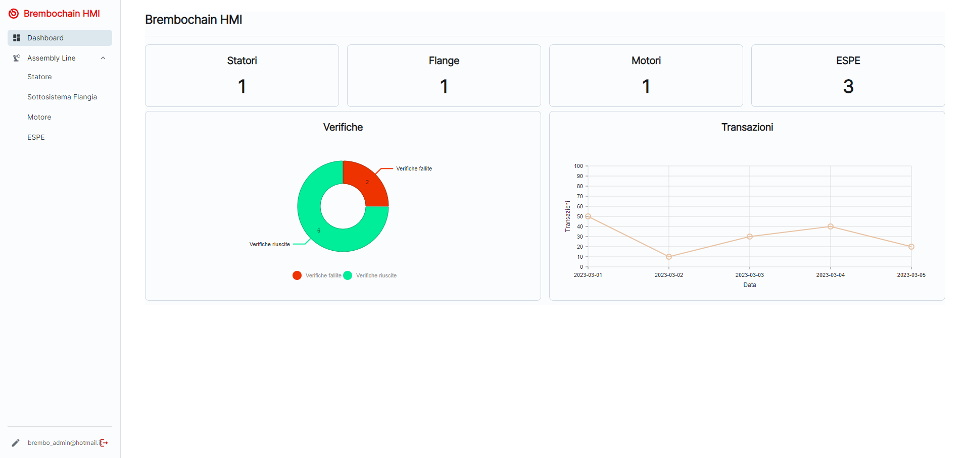 Brembochain HMI
Dashboard
Assembly Line
Statore
Sottosistema Flangia
Motore
ESPE
brembo_admin@hotmail.
Brembochain HMI
Statori
1
Flange
1
Motori
1
ESPE
3
Verifiche
Verifiche fallite
Verifiche riuscite
Verifiche fallite
Verifiche riuscite
Transazioni
Transazioni
100
90
80
70
60
50
40
30
20
10
0
2023-03-01
2023-03-02
2023-03-03
2023-03-04
2023-03-05
Data